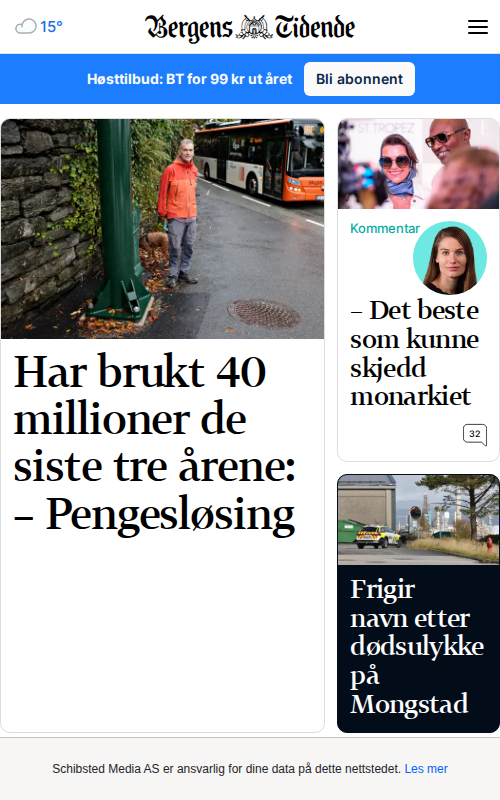 15°
Bergens Tidende
Høsttilbud: BT for 99 kr ut året
Bli abonnent
Har brukt 40
millioner de
siste tre årene:
– Pengesløsing
ST TROPEZ
Kommentar
– Det beste
som kunne
skjedd
monarkiet
32
Frigir
navn etter
dødsulykke
på
Mongstad
Schibsted Media AS er ansvarlig for dine data på dette nettstedet. Les mer